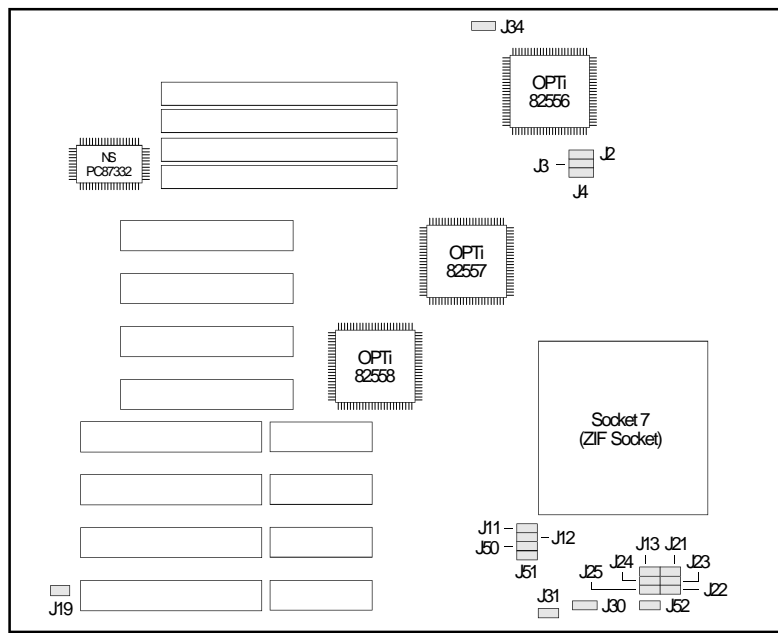 J34
OPTi
82556
NS
PC87332
J3
J2
J4
OPTi
82557
OPTi
82558
Socket 7
(ZIF Socket)
J11
J12
J50
J51
J13
J21
J24
J23
J25
J22
J31
J30
J52
J19